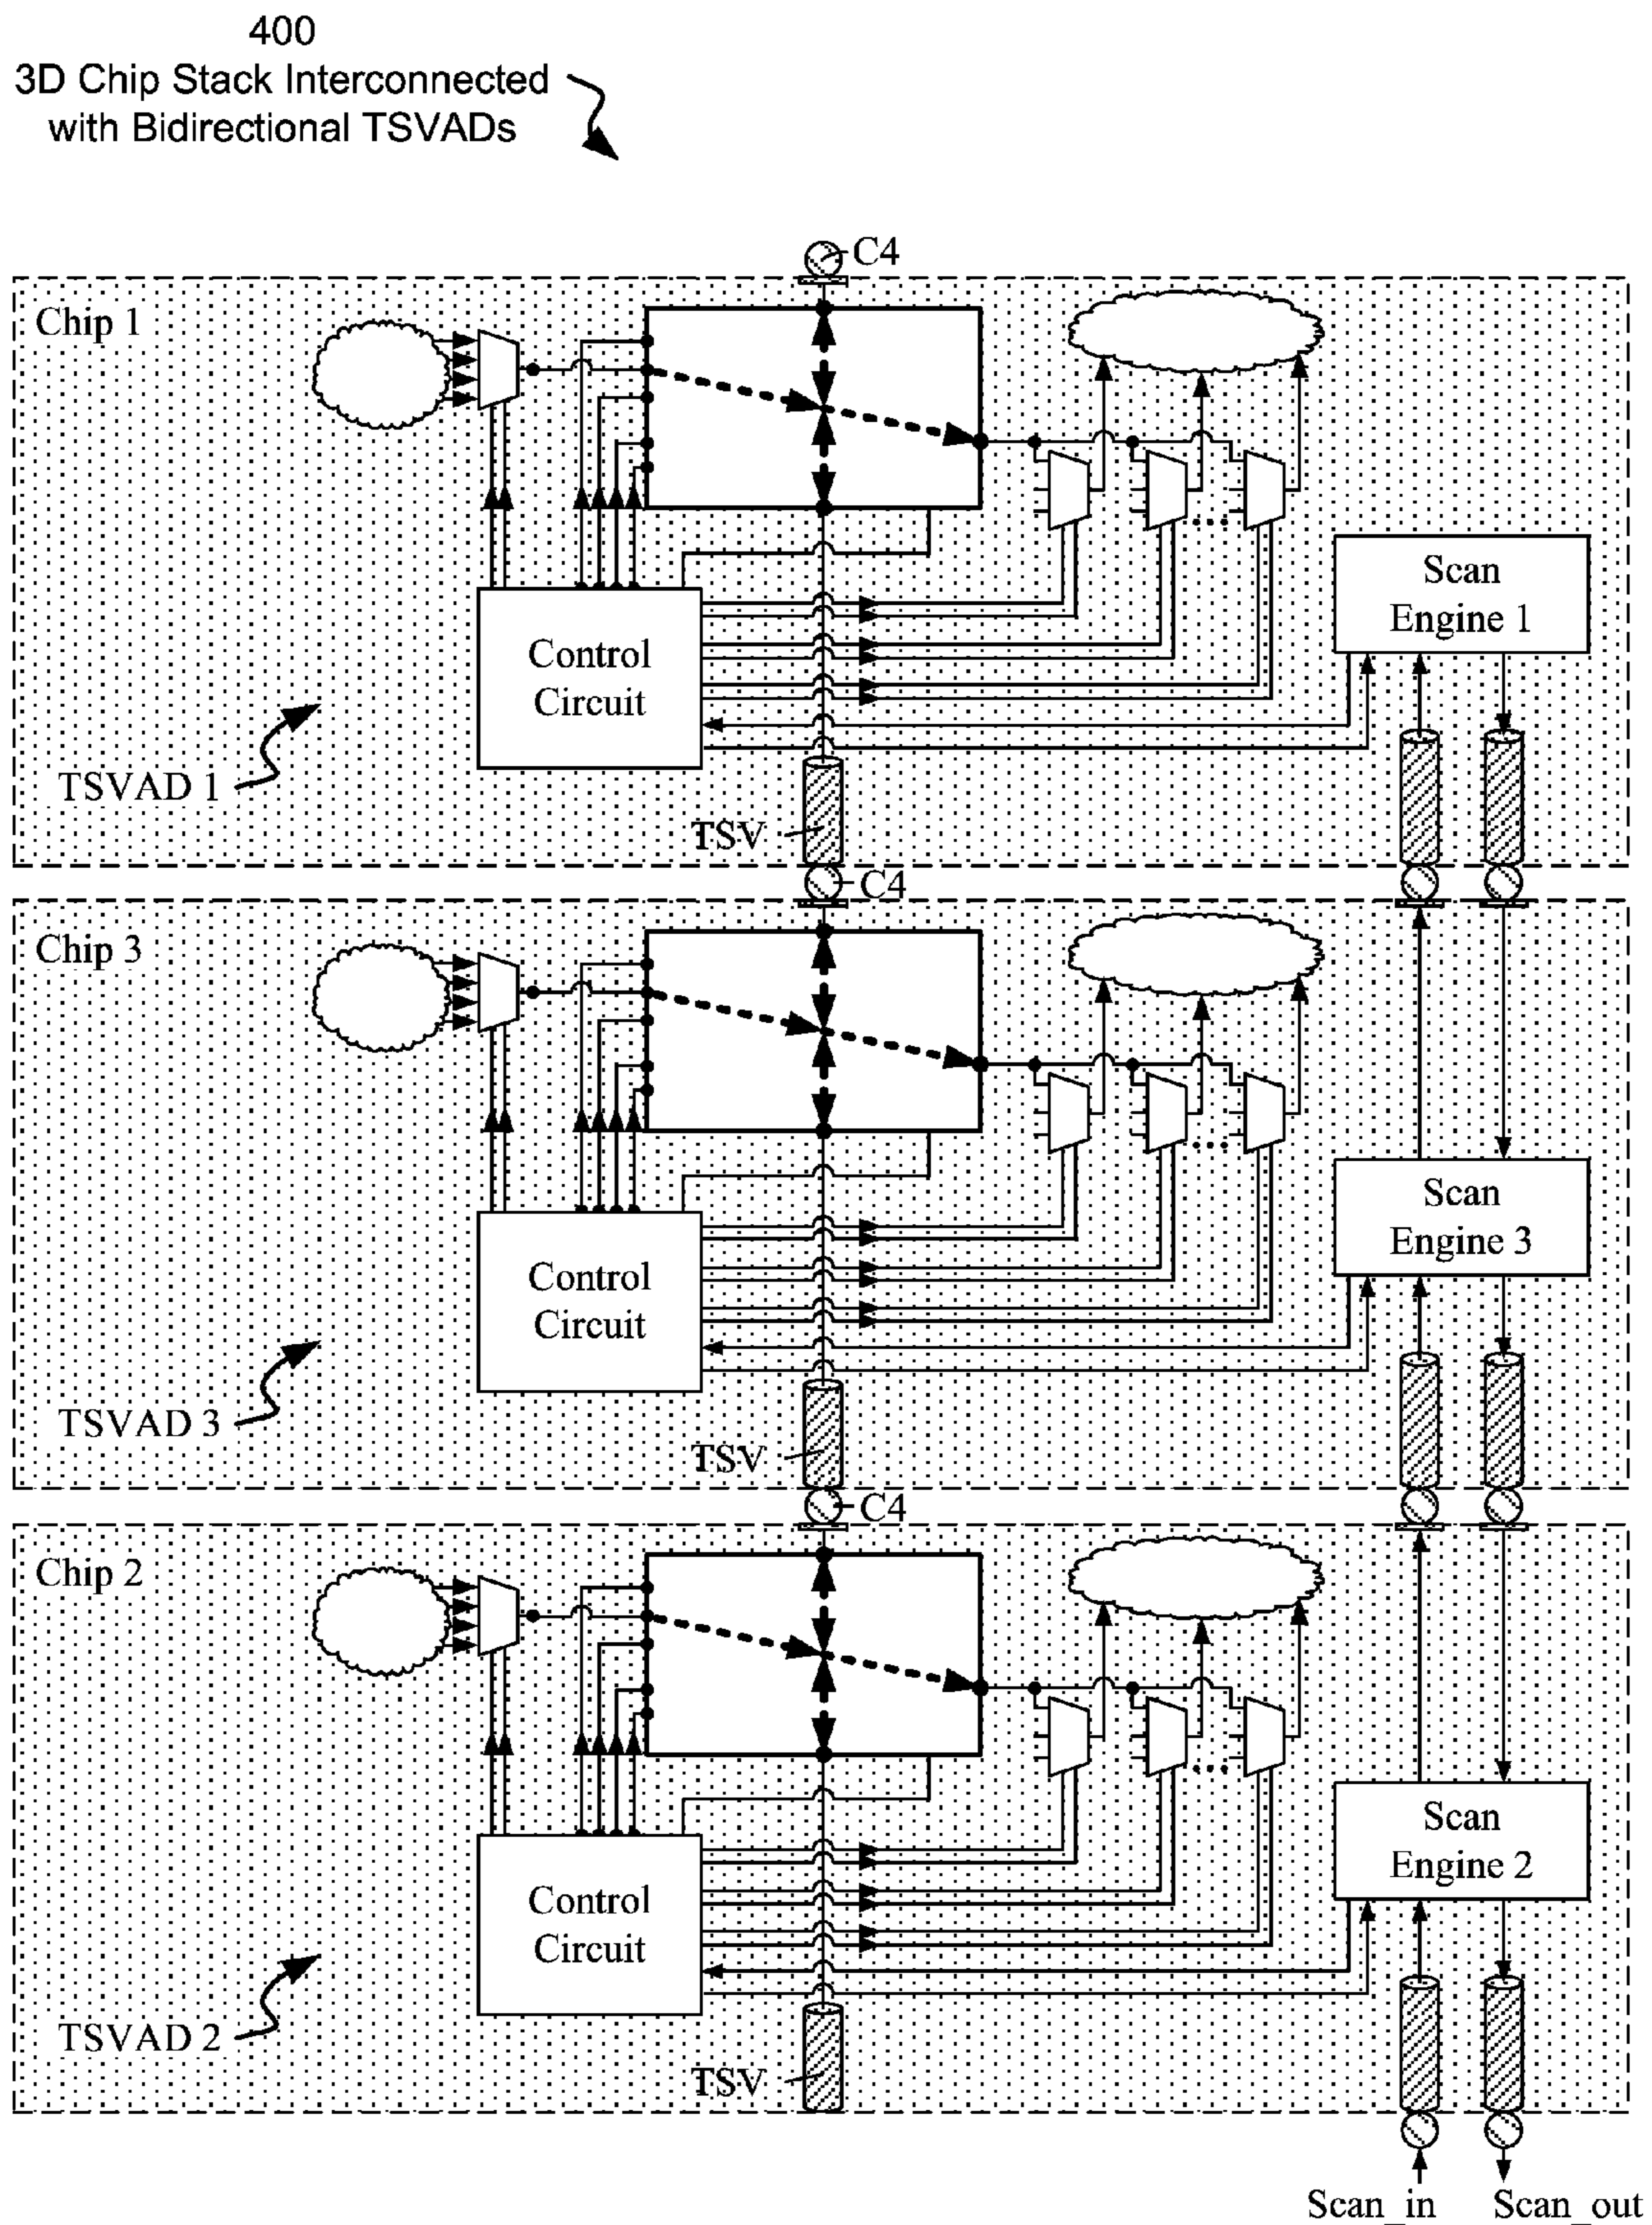 400
3D Chip Stack Interconnected
with Bidirectional TSVADs
C4
Chip 1
Scan
Engine 1
Control
Circuit
TSVAD 1
TSV
C4
Chip 3
Scan
Engine 3
Control
Circuit
TSVAD 3
TSV
C4
Chip 2
Scan
Engine 2
Control
Circuit
TSVAD 2
TSV
Scan_in
Scan_out